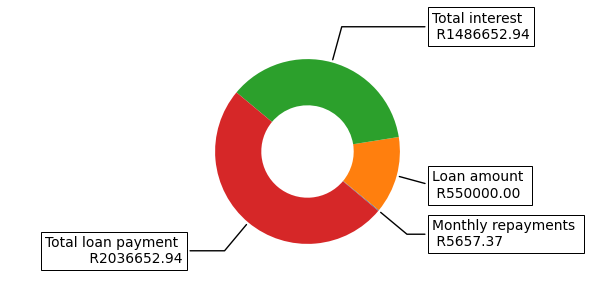 Total interest
R1486652.94
Loan amount
R550000.00
Monthly repayments
R5657.37
Total loan payment
R2036652.94